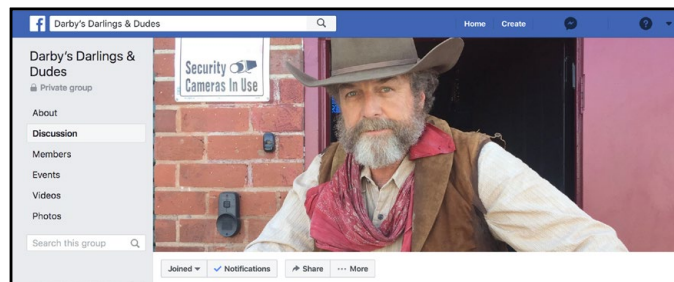 f
Darby's Darlings & Dudes
Home
Create
?
Darby's Darlings &
Dudes
Private group
About
Discussion
Members
Events
Videos
Photos
Search this group
Security
Cameras In Use
Joined
Notifications
Share
More